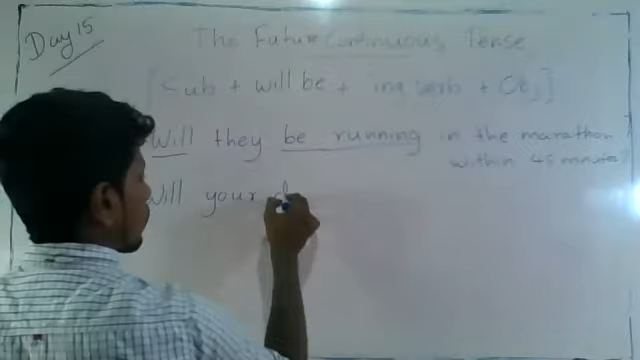 Day 15
The Future Continuous Tense
[Sub + will be + ing verb + Obj]
Will they be running in the marathon
within 45 minutes
Will your